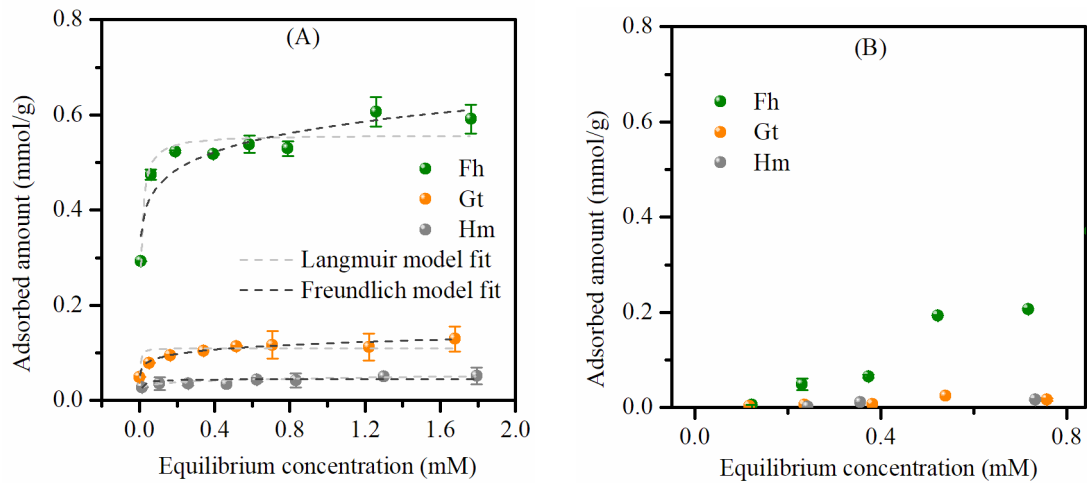 (A)
0.8
0.6
0.4
0.2
0.0
Adsorbed amount (mmol/g)
Fh
Gt
Hm
Langmuir model fit
Freundlich model fit
0.0 0.4 0.8 1.2 1.6 2.0
Equilibrium concentration (mM)
(B)
0.8
0.6
0.4
0.2
0.0
Adsorbed amount (mmol/g)
Fh
Gt
Hm
0.0 0.4 0.8
Equilibrium concentration (mM)